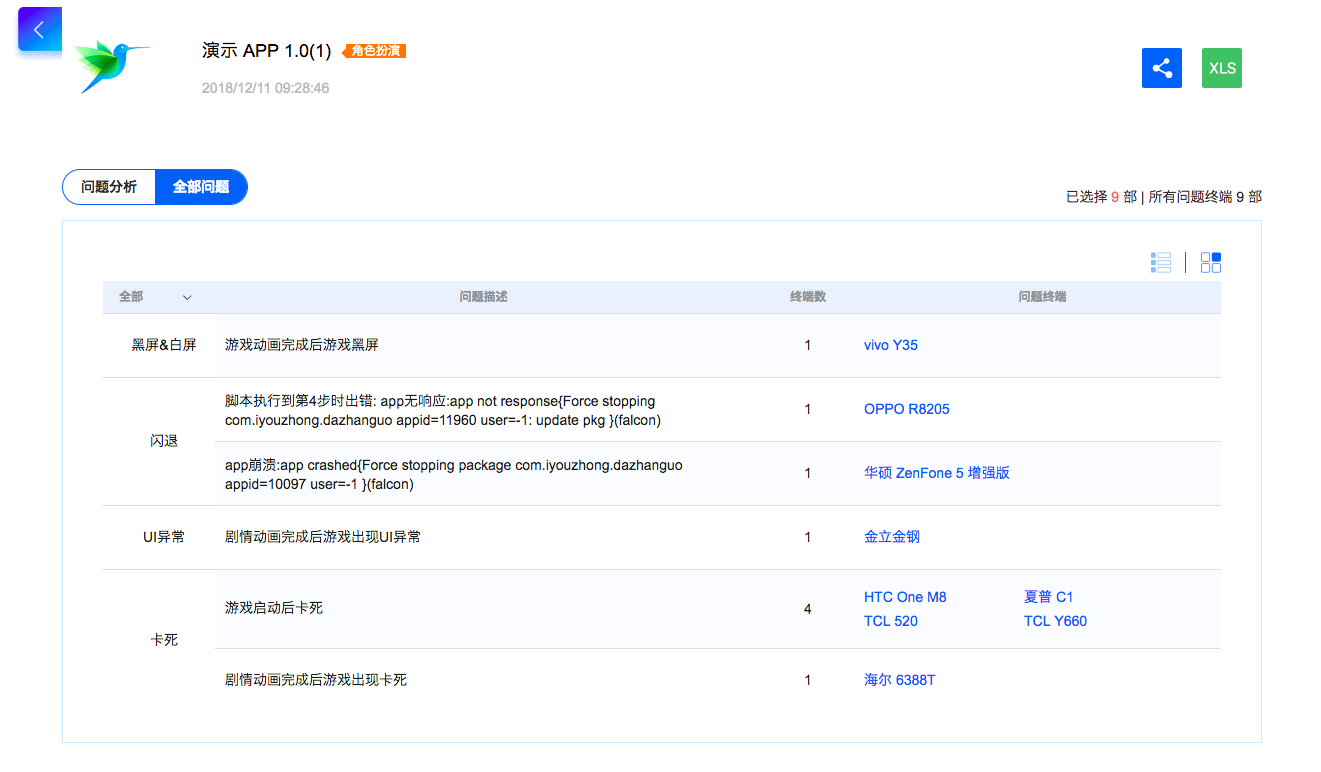 演示 APP 1.0(1) 角色扮演
2018/12/11 09:28:46
XLS
问题分析 全部问题
已选择 9 部 | 所有问题终端 9 部
全部 问题描述 终端数 问题终端
黑屏&白屏 游戏动画完成后游戏黑屏 1 vivo Y35
闪退
脚本执行到第4步时出错: app无响应:app not response{Force stopping
com.iyouzhong.dazhanguo appid=11960 user=-1: update pkg }(falcon)
1 OPPO R8205
app崩溃:app crashed{Force stopping package com.iyouzhong.dazhanguo
appid=10097 user=-1 }(falcon)
1 华硕 ZenFone 5 增强版
UI异常 剧情动画完成后游戏出现UI异常 1 金立金钢
卡死
游戏启动后卡死 4
HTC One M8 夏普 C1
TCL 520 TCL Y660
剧情动画完成后游戏出现卡死 1 海尔 6388T